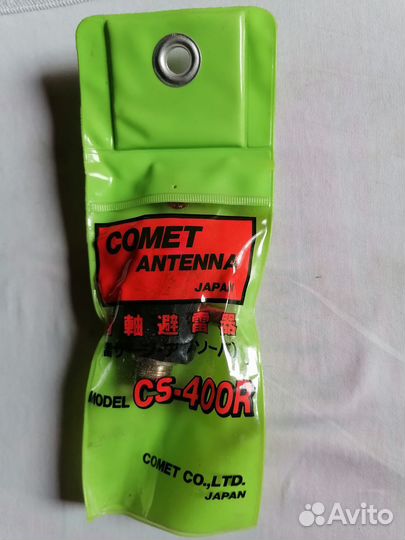 COMET
ANTENNA
JAPAN
軸避雷器
MODEL CS-400R
COMET CO.,LTD.
JAPAN
Avito